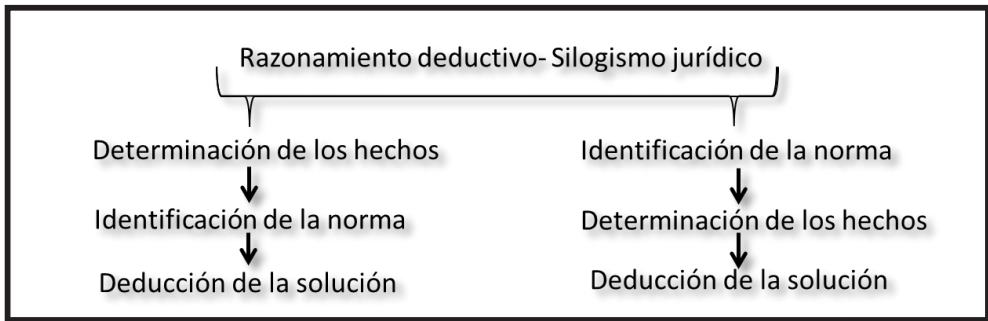 Razonamiento deductivo- Silogismo jurídico
Determinación de los hechos
Identificación de la norma
Deducción de la solución
Identificación de la norma
Determinación de los hechos
Deducción de la solución